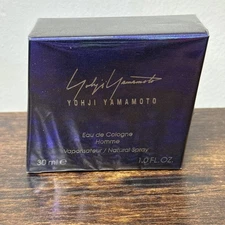 Yohji Yamamoto
YOHJI YAMAMOTO
Eau de Cologne
Homme
Vaporisateur / Natural Spray
30 ml e 1.0 FL.OZ